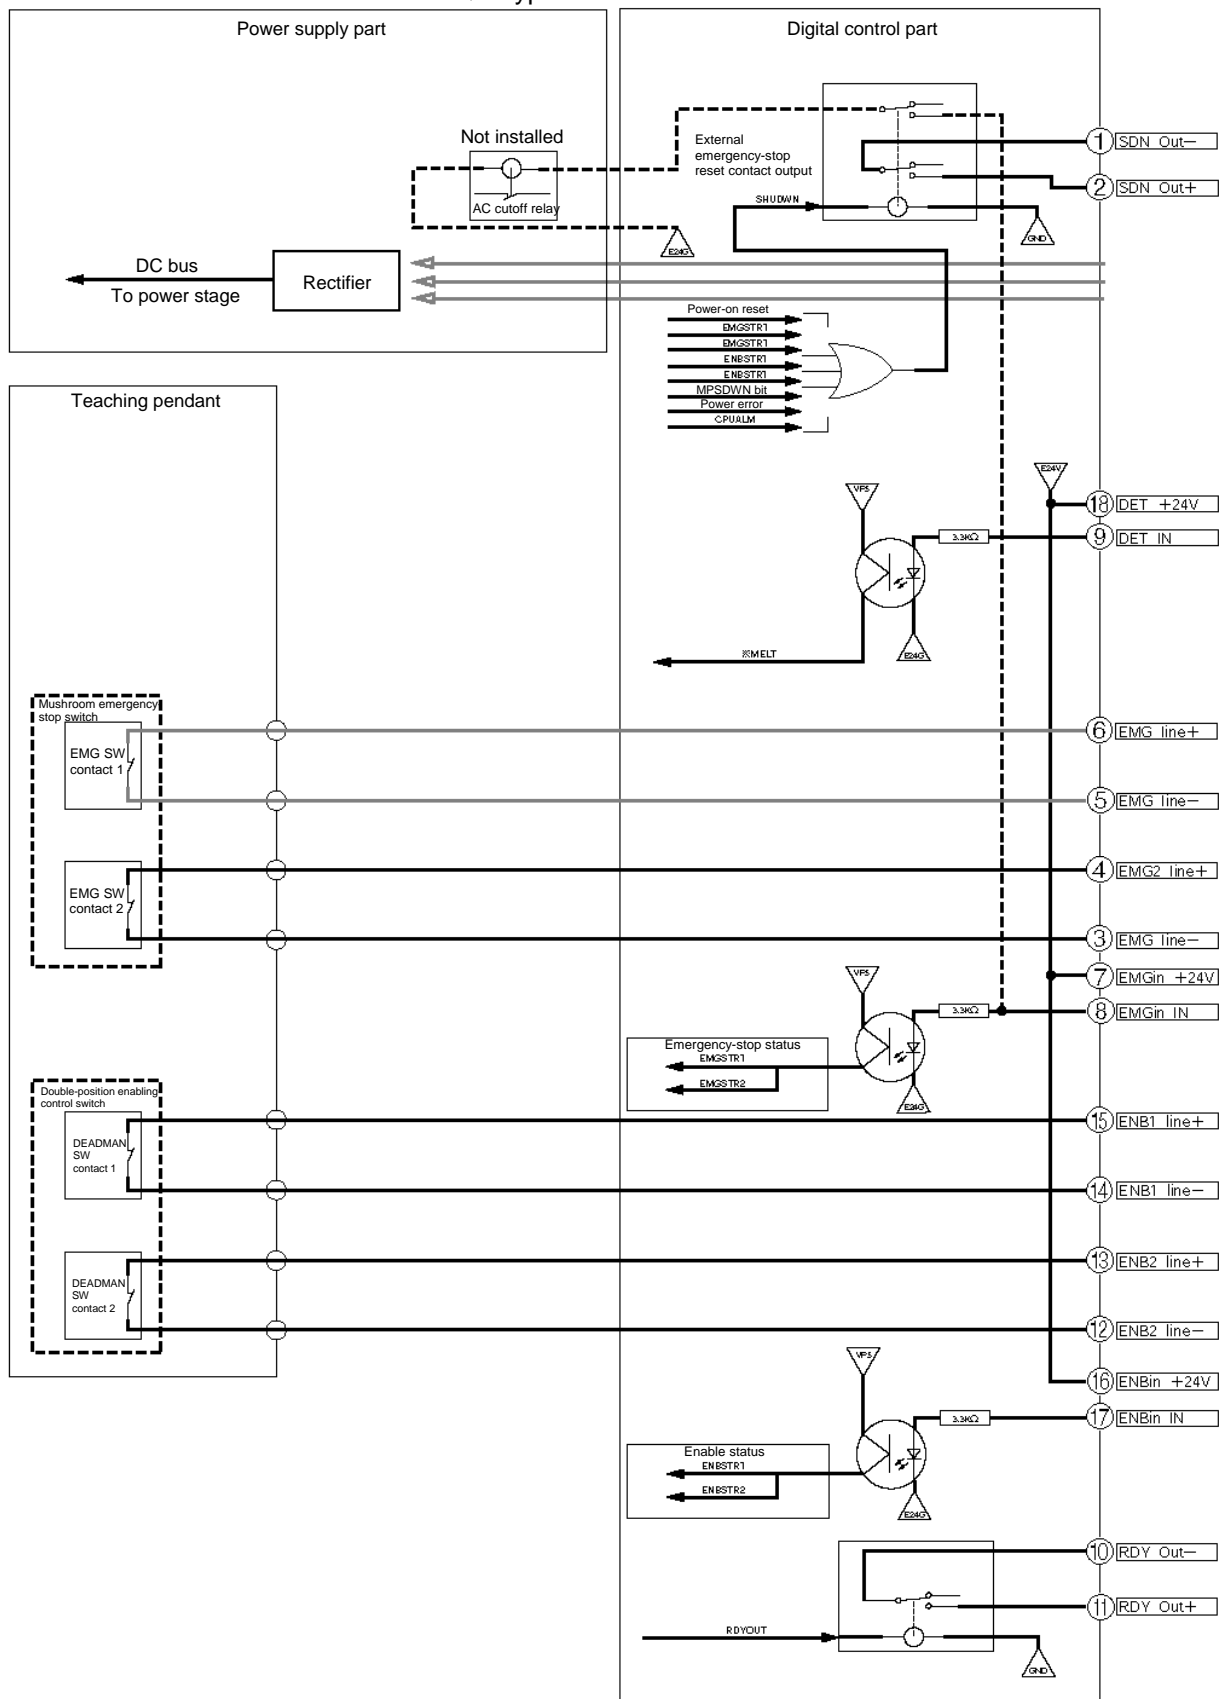 Power supply part
Digital control part
Not installed
AC cutoff relay
External
emergency-stop
reset contact output
SHUDWN
GND
E24G
1 SDN Out−
2 SDN Out+
DC bus
To power stage
Rectifier
Power-on reset
EMGSTR1
EMGSTR1
ENBSTR1
ENBSTR1
MPSDWN bit
Power error
CPUALM
Teaching pendant
E24V
VP5
18 DET +24V
3.3KΩ
9 DET IN
E24G
※MELT
Mushroom emergency
stop switch
EMG SW
contact 1
6 EMG line+
5 EMG line−
EMG SW
contact 2
4 EMG2 line+
3 EMG line−
VP5
7 EMGin +24V
3.3KΩ
8 EMGin IN
Emergency-stop status
EMGSTR1
EMGSTR2
E24G
Double-position enabling
control switch
DEADMAN
SW
contact 1
15 ENB1 line+
14 ENB1 line−
DEADMAN
SW
contact 2
13 ENB2 line+
12 ENB2 line−
VP5
16 ENBin +24V
3.3KΩ
17 ENBin IN
Enable status
ENBSTR1
ENBSTR2
E24G
10 RDY Out−
11 RDY Out+
RDYOUT
GND